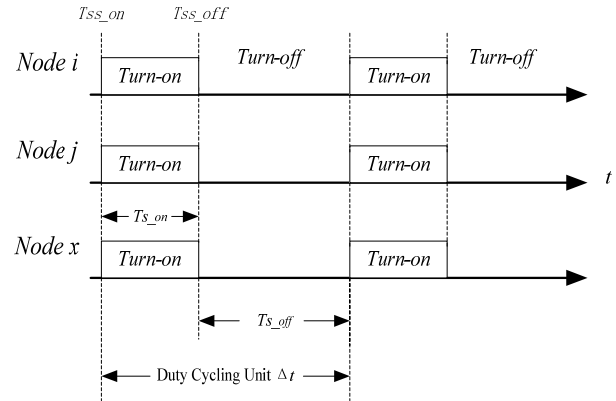 Tss_on Tss_off
Node i Turn-on Turn-off Turn-on Turn-off
Node j Turn-on Turn-on
t
Ts_on
Node x Turn-on Turn-on
Ts_off
Duty Cycling Unit Δt